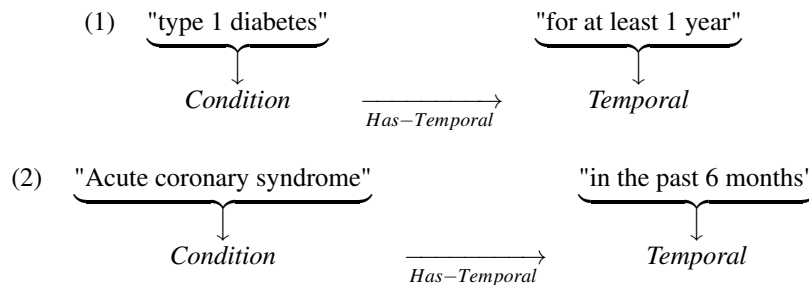 (1) "type 1 diabetes" "for at least 1 year"
Condition Has−Temporal Temporal
(2) "Acute coronary syndrome" "in the past 6 months"
Condition Has−Temporal Temporal